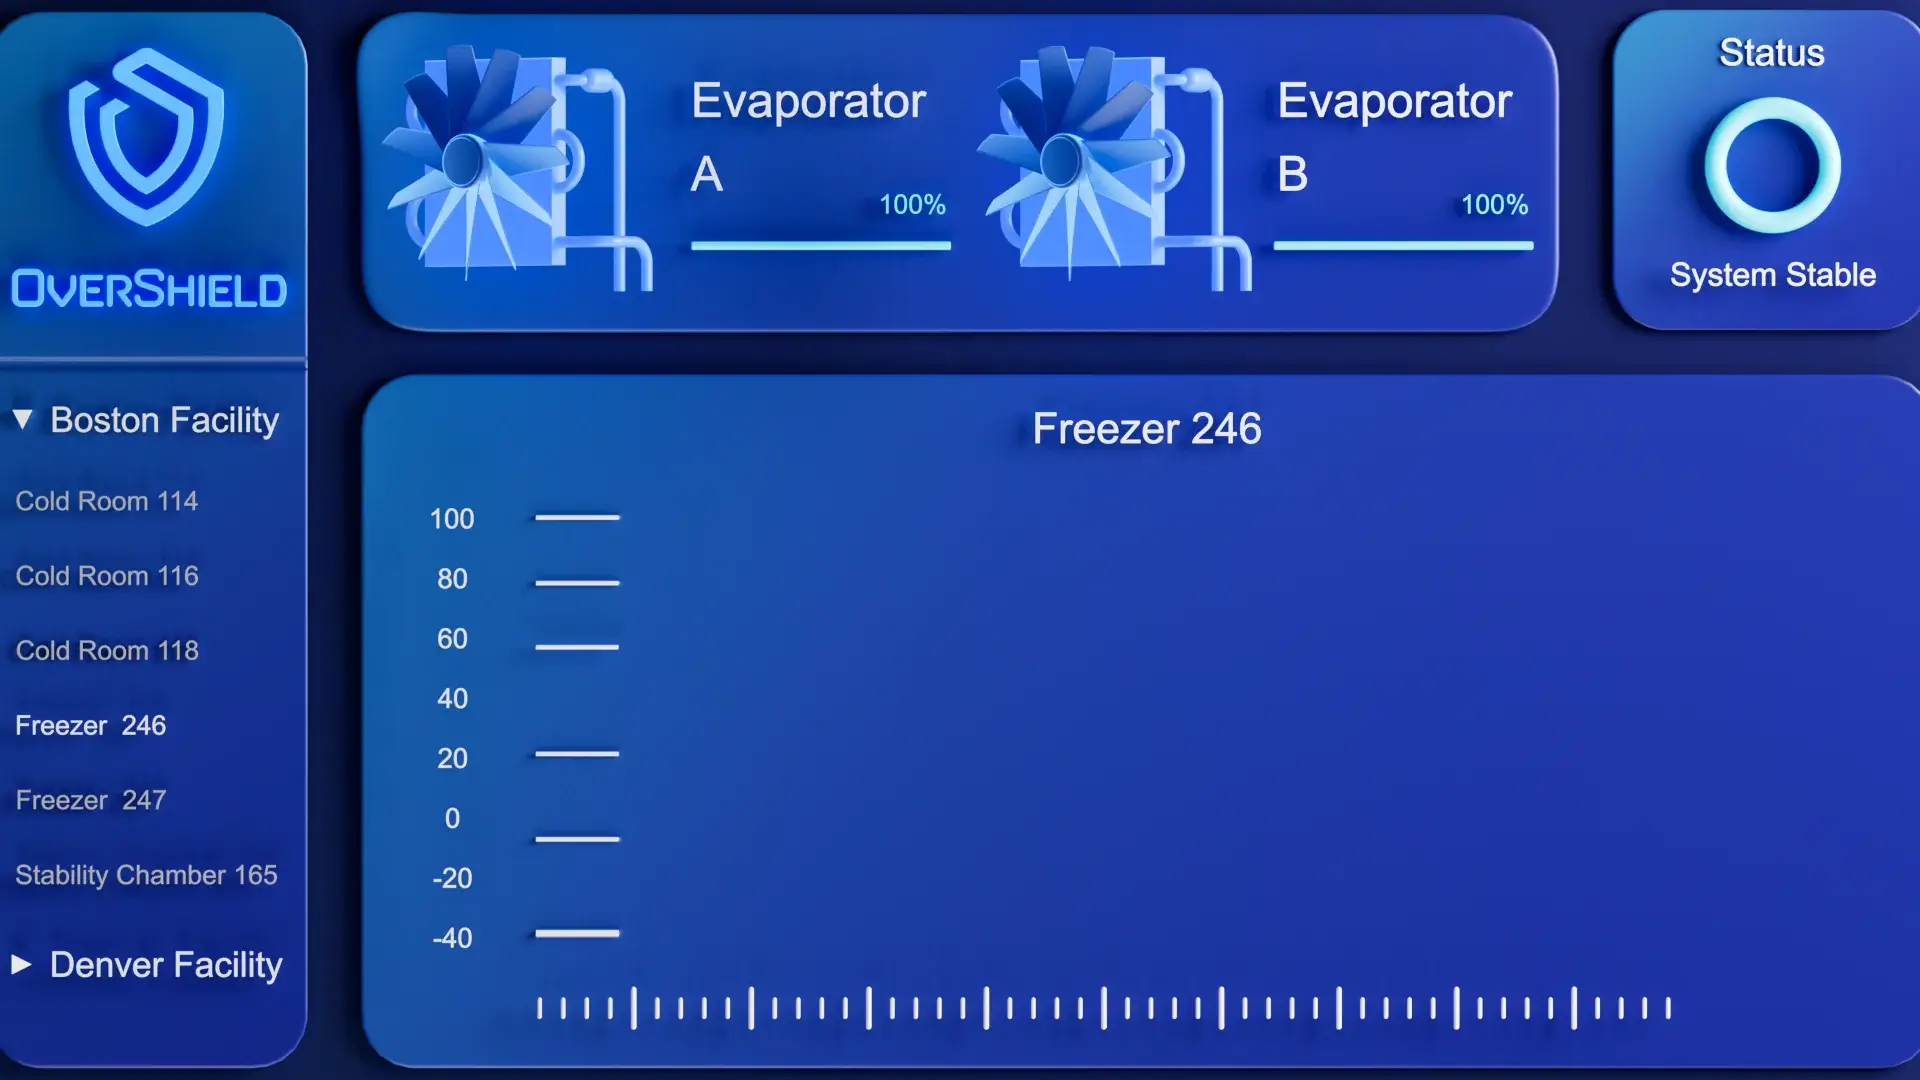 OVERSHIELD
▼ Boston Facility
Cold Room 114
Cold Room 116
Cold Room 118
Freezer 246
Freezer 247
Stability Chamber 165
► Denver Facility
Evaporator
A
100%
Evaporator
B
100%
Status
System Stable
Freezer 246
100
80
60
40
20
0
-20
-40